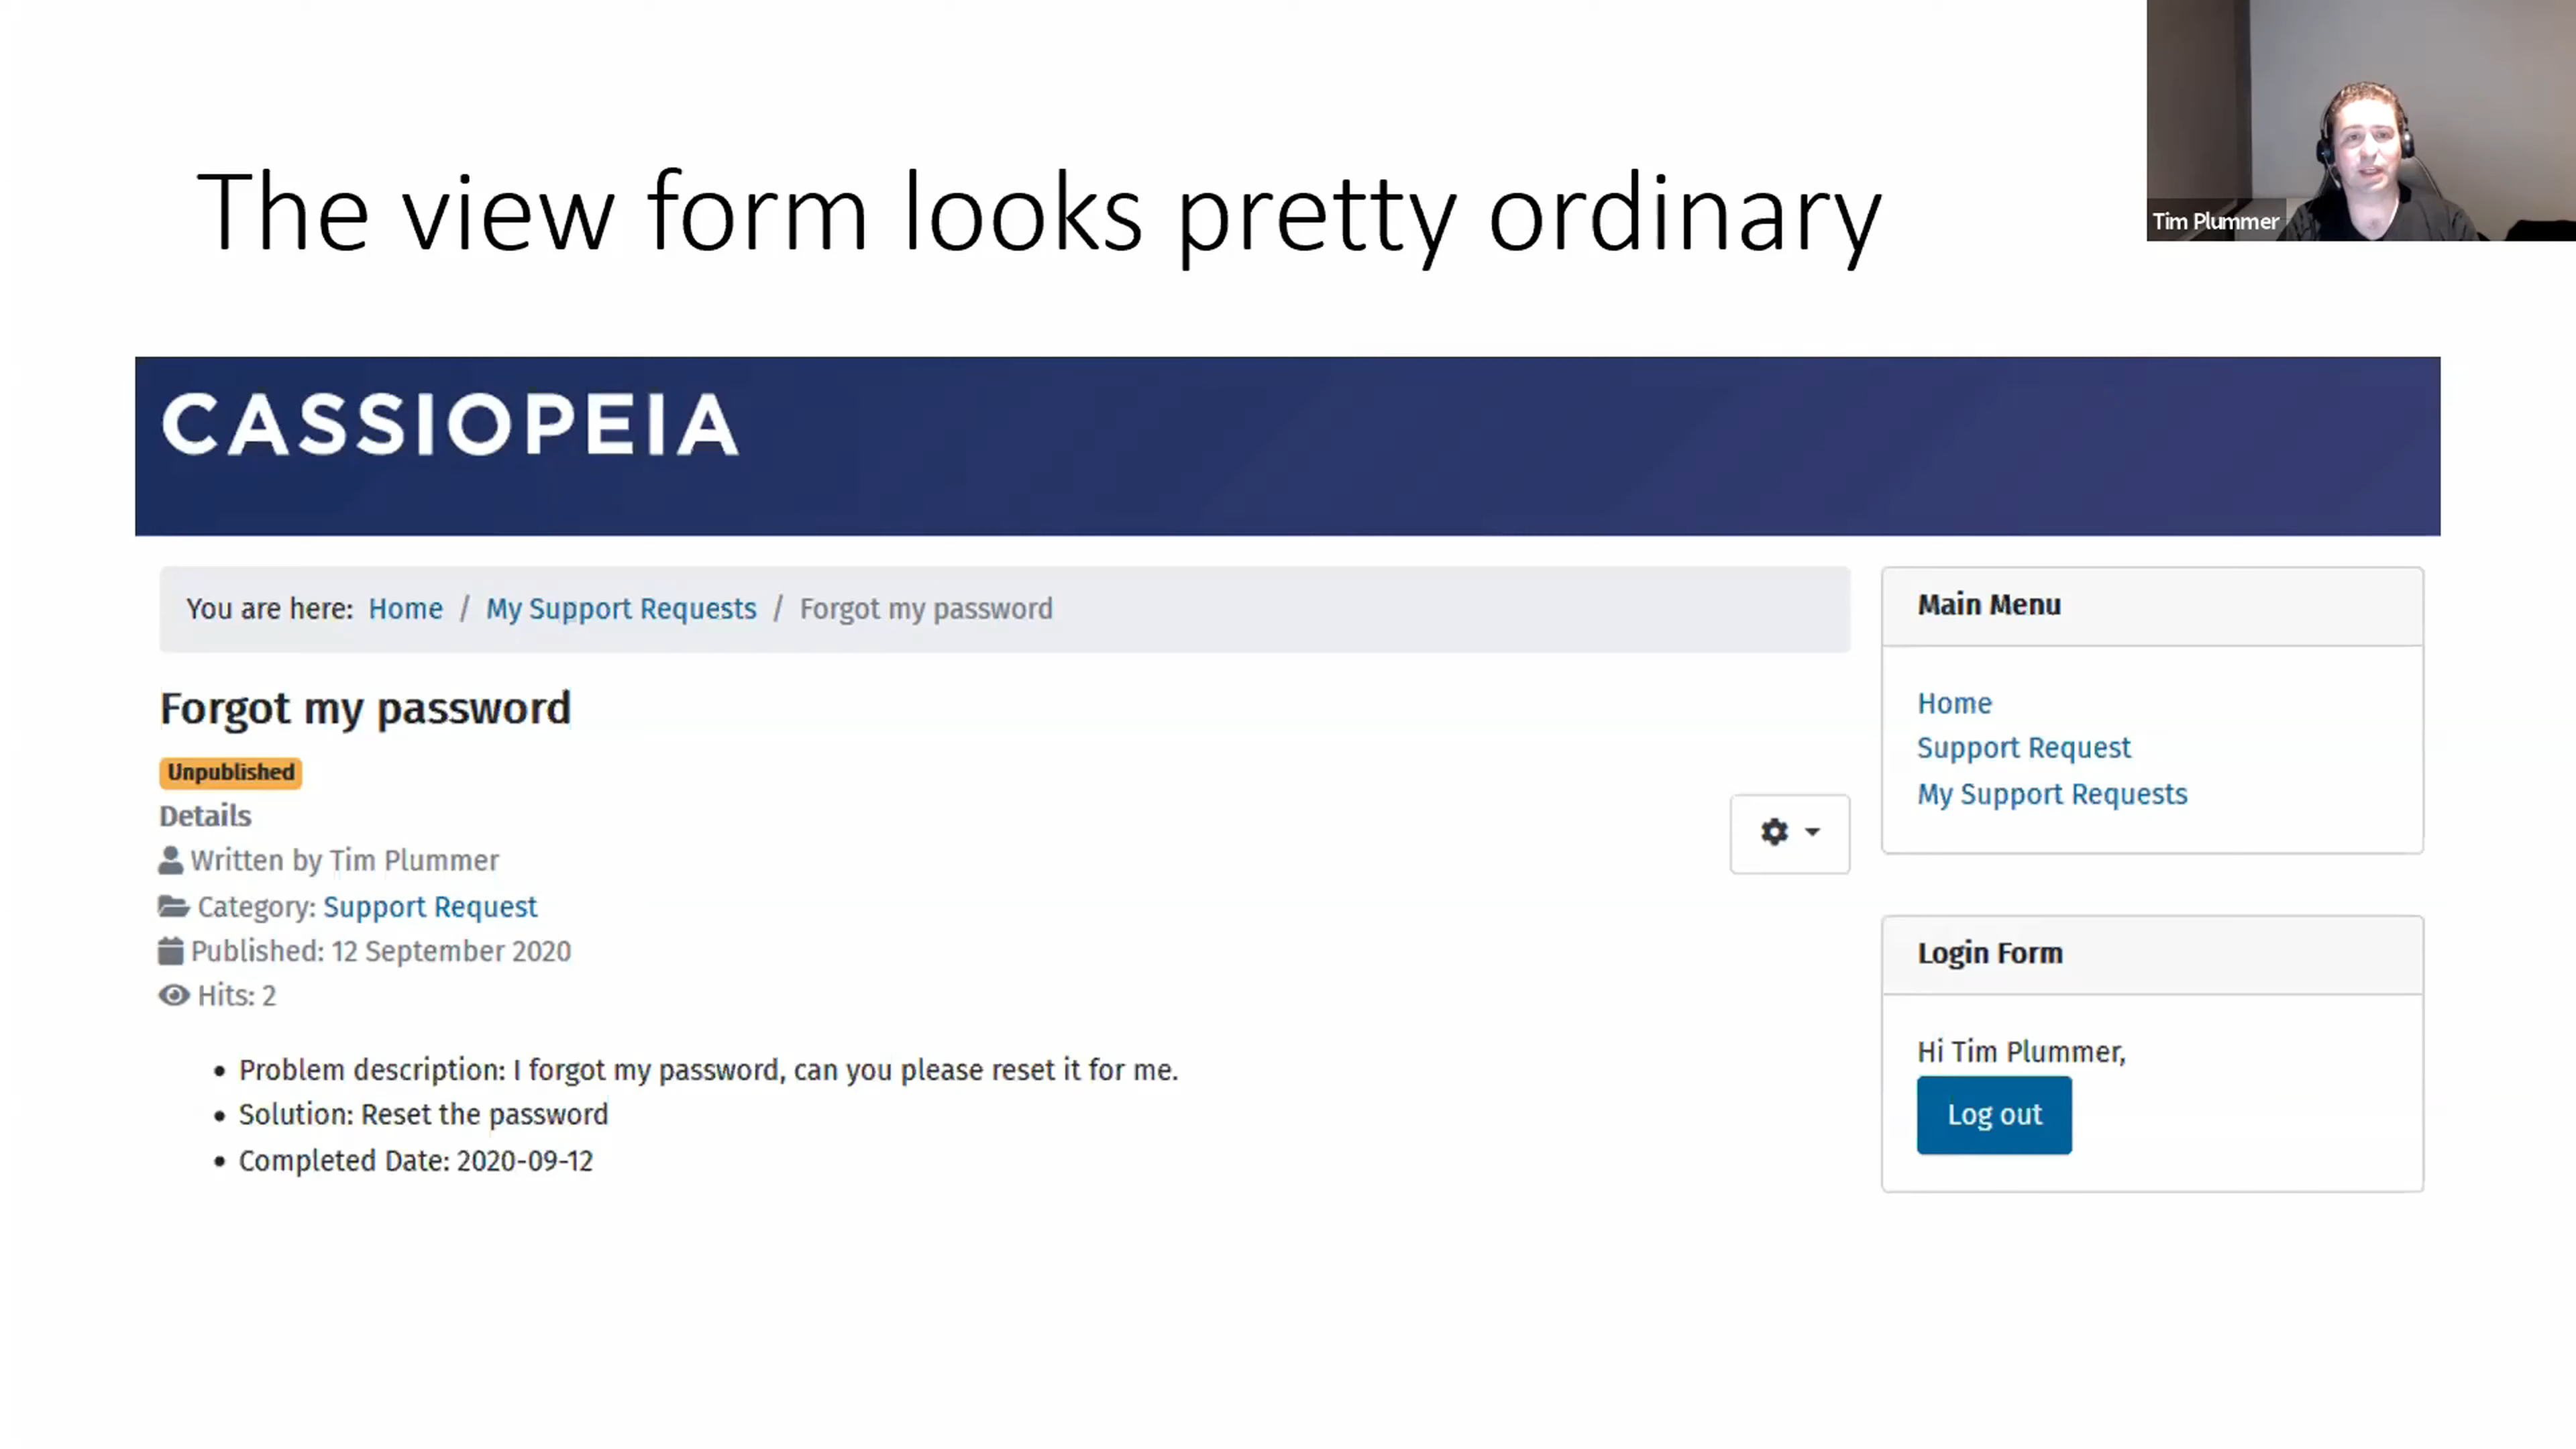 The view form looks pretty ordinary
Tim Plummer
CASSIOPEIA
You are here: Home / My Support Requests / Forgot my password
Forgot my password
Unpublished
Details
Written by Tim Plummer
Category: Support Request
Published: 12 September 2020
Hits: 2
• Problem description: I forgot my password, can you please reset it for me.
• Solution: Reset the password
• Completed Date: 2020-09-12
Main Menu
Home
Support Request
My Support Requests
Login Form
Hi Tim Plummer,
Log out